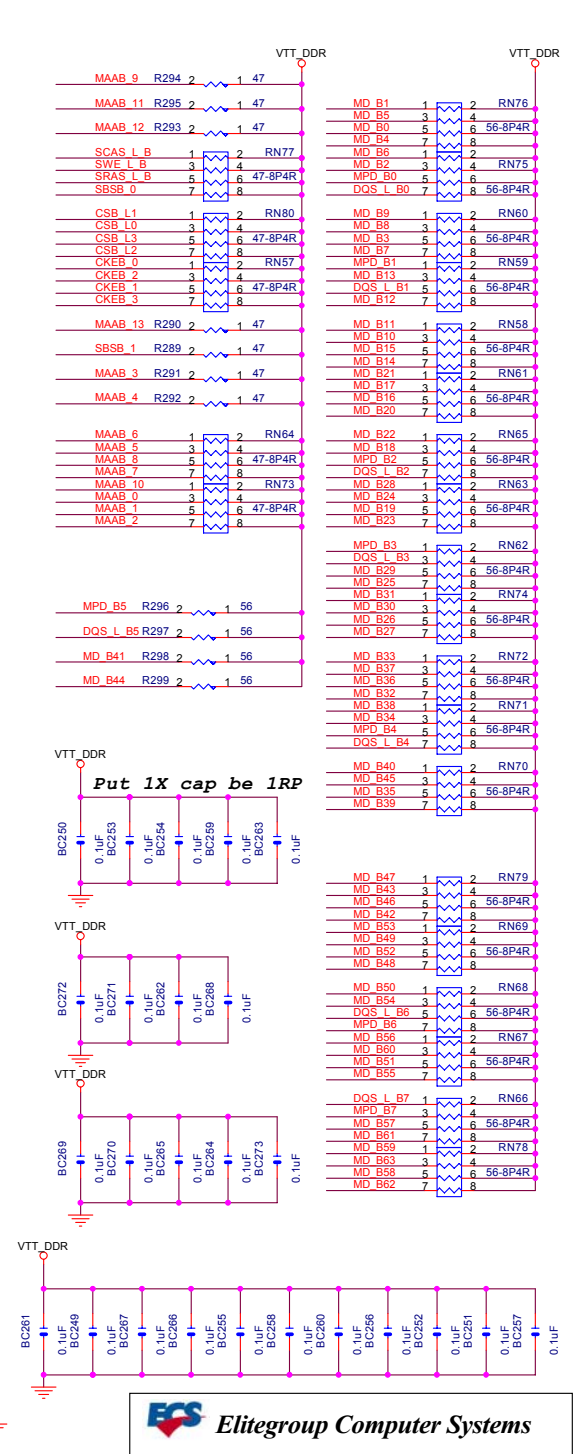 VTT_DDR
MAAB_9 R294 2 1 47
MAAB_11 R295 2 1 47
MAAB_12 R293 2 1 47
SCAS_L_B 1 2 RN77
SWE_L_B 3 4
SRAS_L_B 5 6 47-8P4R
SBSB_0 7 8
CSB_L1 1 2 RN80
CSB_L0 3 4
CSB_L3 5 6 47-8P4R
CSB_L2 7 8
CKEB_0 1 2 RN57
CKEB_2 3 4
CKEB_1 5 6 47-8P4R
CKEB_3 7 8
MAAB_13 R290 2 1 47
SBSB_1 R289 2 1 47
MAAB_3 R291 2 1 47
MAAB_4 R292 2 1 47
MAAB_6 1 2 RN64
MAAB_5 3 4
MAAB_8 5 6 47-8P4R
MAAB_7 7 8
MAAB_10 1 2 RN73
MAAB_0 3 4
MAAB_1 5 6 47-8P4R
MAAB_2 7 8
MPD_B5 R296 2 1 56
DQS_L_B5 R297 2 1 56
MD_B41 R298 2 1 56
MD_B44 R299 2 1 56
VTT_DDR
MD_B1 1 2 RN76
MD_B5 3 4
MD_B0 5 6 56-8P4R
MD_B4 7 8
MD_B6 1 2
MD_B2 3 4 RN75
MPD_B0 5 6
DQS_L_B0 7 8 56-8P4R
MD_B9 1 2 RN60
MD_B8 3 4
MD_B3 5 6 56-8P4R
MD_B7 7 8
MPD_B1 1 2 RN59
MD_B13 3 4
DQS_L_B1 5 6 56-8P4R
MD_B12 7 8
MD_B11 1 2 RN58
MD_B10 3 4
MD_B15 5 6 56-8P4R
MD_B14 7 8
MD_B21 1 2 RN61
MD_B17 3 4
MD_B16 5 6 56-8P4R
MD_B20 7 8
MD_B22 1 2 RN65
MD_B18 3 4
MPD_B2 5 6 56-8P4R
DQS_L_B2 7 8
MD_B28 1 2 RN63
MD_B24 3 4
MD_B19 5 6 56-8P4R
MD_B23 7 8
MPD_B3 1 2 RN62
DQS_L_B3 3 4
MD_B29 5 6 56-8P4R
MD_B25 7 8
MD_B31 1 2 RN74
MD_B30 3 4
MD_B26 5 6 56-8P4R
MD_B27 7 8
MD_B33 1 2 RN72
MD_B37 3 4
MD_B36 5 6 56-8P4R
MD_B32 7 8
MD_B38 1 2 RN71
MD_B34 3 4
MPD_B4 5 6 56-8P4R
DQS_L_B4 7 8
MD_B40 1 2 RN70
MD_B45 3 4
MD_B35 5 6 56-8P4R
MD_B39 7 8
MD_B47 1 2 RN79
MD_B43 3 4
MD_B46 5 6 56-8P4R
MD_B42 7 8
MD_B53 1 2 RN69
MD_B49 3 4
MD_B52 5 6 56-8P4R
MD_B48 7 8
MD_B50 1 2 RN68
MD_B54 3 4
DQS_L_B6 5 6 56-8P4R
MPD_B6 7 8
MD_B56 1 2 RN67
MD_B60 3 4
MD_B51 5 6 56-8P4R
MD_B55 7 8
DQS_L_B7 1 2 RN66
MPD_B7 3 4
MD_B57 5 6 56-8P4R
MD_B61 7 8
MD_B59 1 2 RN78
MD_B63 3 4
MD_B58 5 6 56-8P4R
MD_B62 7 8
VTT_DDR
Put 1X cap be 1RP
BC250 0.1uF BC253 0.1uF BC254 0.1uF BC259 0.1uF BC263 0.1uF
VTT_DDR
BC272 0.1uF BC271 0.1uF BC262 0.1uF BC268 0.1uF
VTT_DDR
BC269 0.1uF BC270 0.1uF BC265 0.1uF BC264 0.1uF BC273 0.1uF
VTT_DDR
BC261 0.1uF BC249 0.1uF BC267 0.1uF BC266 0.1uF BC255 0.1uF BC258 0.1uF BC260 0.1uF BC256 0.1uF BC252 0.1uF BC251 0.1uF BC257 0.1uF
ECS Elitegroup Computer Systems